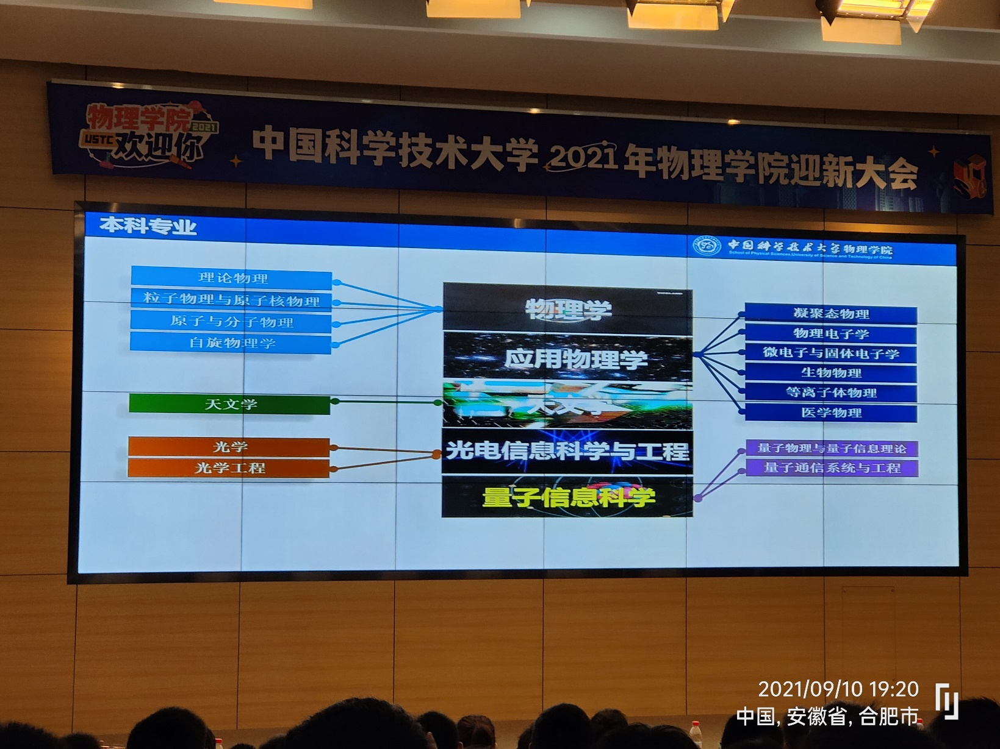 物理学院
2021
USTC
欢迎你
中国科学技术大学 2021 年物理学院迎新大会
本科专业
中国科学技术大学物理学院
School of Physical Sciences,University of Science and Technology of China
理论物理
粒子物理与原子核物理
原子与分子物理
自旋物理学
天文学
光学
光学工程
物理学
应用物理学
天文学
光电信息科学与工程
量子信息科学
凝聚态物理
物理电子学
微电子与固体电子学
生物物理
等离子体物理
医学物理
量子物理与量子信息理论
量子通信系统与工程
2021/09/10 19:20
中国, 安徽省, 合肥市